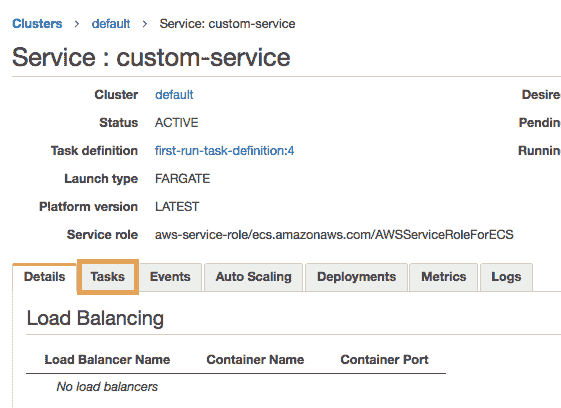 Clusters > default > Service: custom-service
Service : custom-service
Cluster default Desire
Status ACTIVE Pendin
Task definition first-run-task-definition:4 Runnin
Launch type FARGATE
Platform version LATEST
Service role aws-service-role/ecs.amazonaws.com/AWSServiceRoleForECS
Details Tasks Events Auto Scaling Deployments Metrics Logs
Load Balancing
Load Balancer Name Container Name Container Port
No load balancers